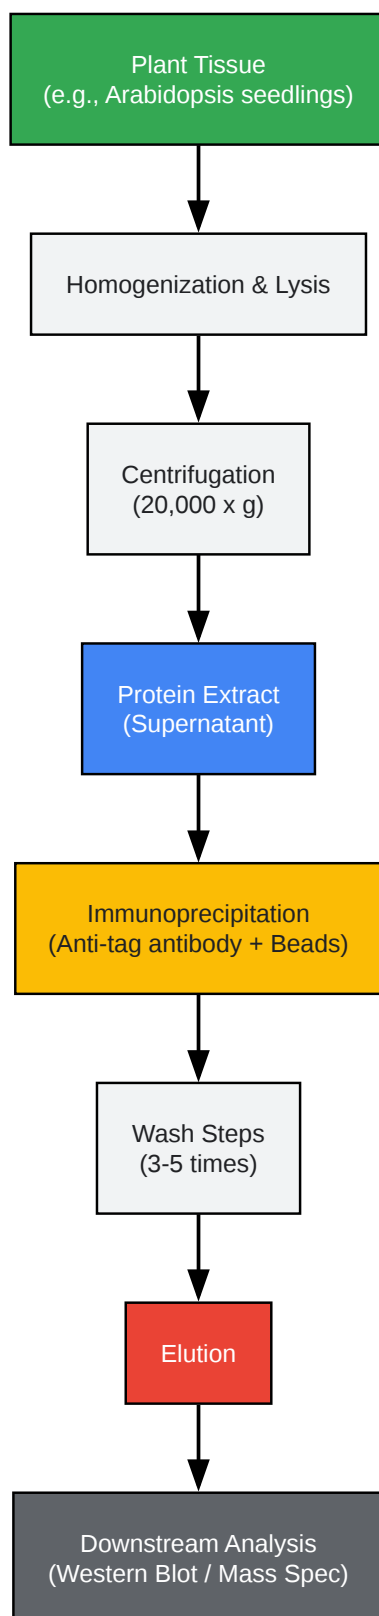 Plant Tissue
(e.g., Arabidopsis seedlings)
Homogenization & Lysis
Centrifugation
(20,000 x g)
Protein Extract
(Supernatant)
Immunoprecipitation
(Anti-tag antibody + Beads)
Wash Steps
(3-5 times)
Elution
Downstream Analysis
(Western Blot / Mass Spec)